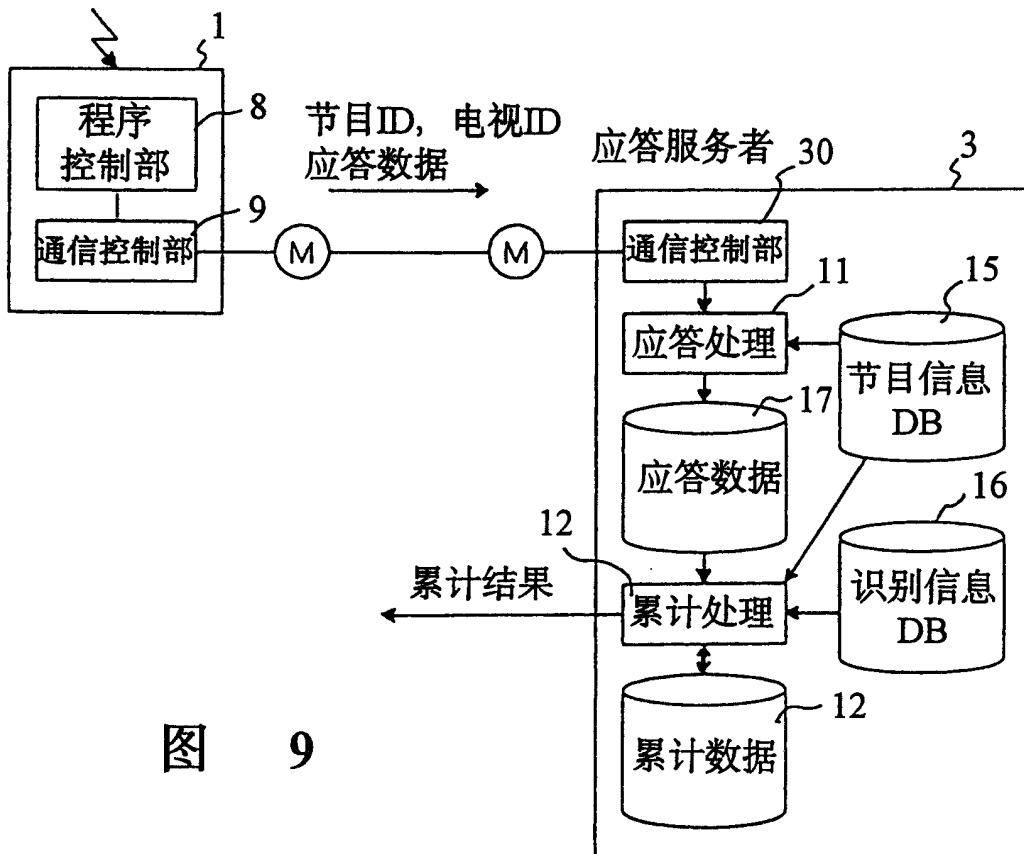 1
程序
控制部
8
通信控制部
9
节目ID，电视ID
应答数据
M
M
应答服务者
3
30
通信控制部
11
应答处理
15
节目信息
DB
17
应答数据
16
识别信息
DB
12
累计结果
累计处理
12
累计数据
图 9